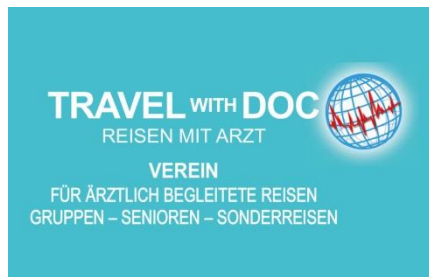 TRAVEL WITH DOC
REISEN MIT ARZT
VEREIN
FÜR ÄRZTLICH BEGLEITETE REISEN
GRUPPEN – SENIOREN – SONDERREISEN